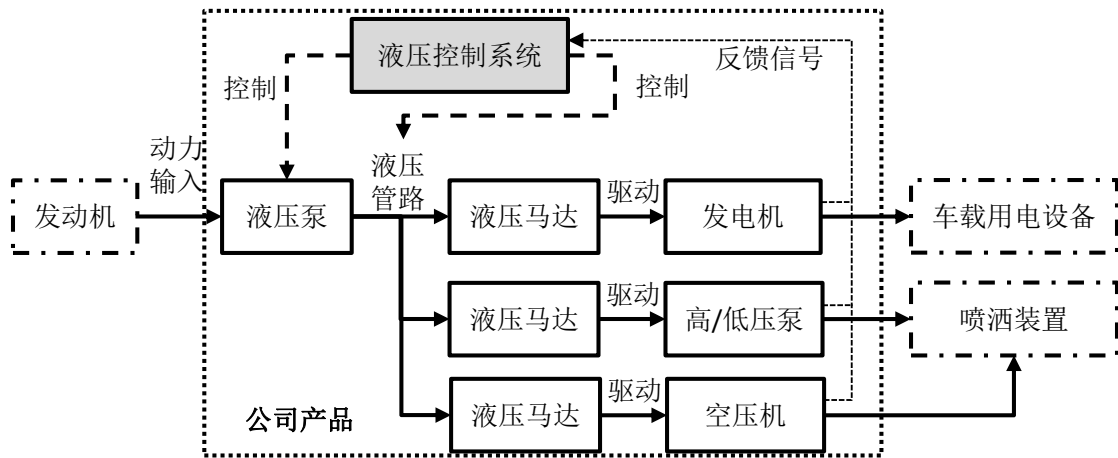 液压控制系统
反馈信号
控制
控制
动力
输入
液压
管路
发动机
液压泵
液压马达
驱动
发电机
车载用电设备
液压马达
驱动
高/低压泵
喷洒装置
液压马达
驱动
空压机
公司产品